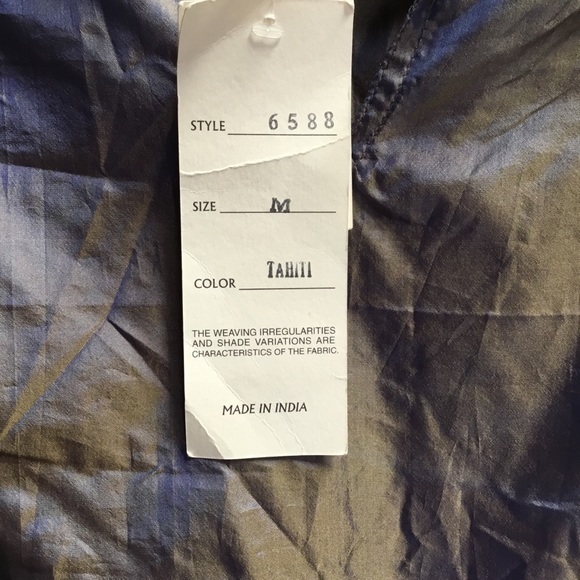 STYLE 6588
SIZE M
COLOR TAHITI
THE WEAVING IRREGULARITIES
AND SHADE VARIATIONS ARE
CHARACTERISTICS OF THE FABRIC.
MADE IN INDIA